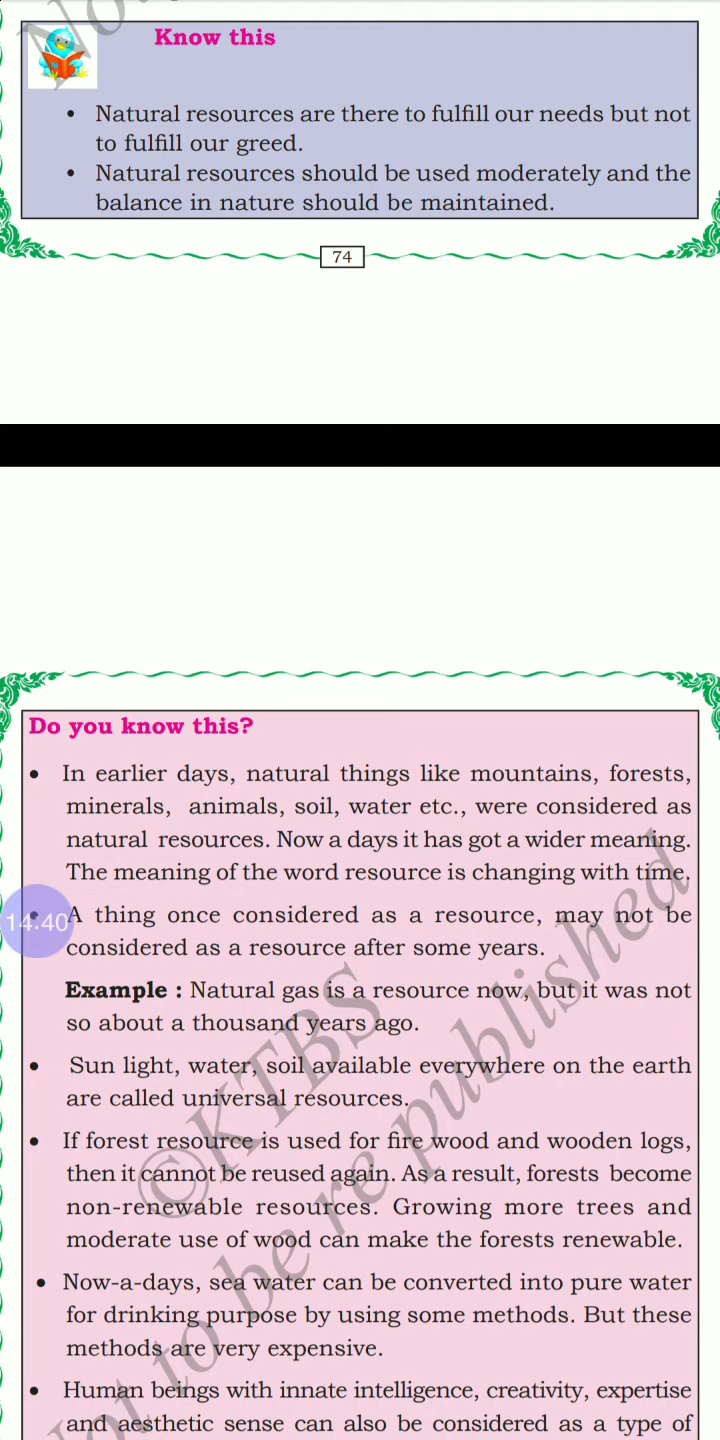 Not
Know this
• Natural resources are there to fulfill our needs but not
to fulfill our greed.
• Natural resources should be used moderately and the
balance in nature should be maintained.
74
Do you know this?
• In earlier days, natural things like mountains, forests,
minerals, animals, soil, water etc., were considered as
natural resources. Now a days it has got a wider meaning.
The meaning of the word resource is changing with time.
14:40
• A thing once considered as a resource, may not be
considered as a resource after some years.
Example : Natural gas is a resource now, but it was not
so about a thousand years ago.
• Sun light, water, soil available everywhere on the earth
are called universal resources.
• If forest resource is used for fire wood and wooden logs,
then it cannot be reused again. As a result, forests become
non-renewable resources. Growing more trees and
moderate use of wood can make the forests renewable.
• Now-a-days, sea water can be converted into pure water
for drinking purpose by using some methods. But these
methods are very expensive.
• Human beings with innate intelligence, creativity, expertise
and aesthetic sense can also be considered as a type of
©KTBS
Not to be republished